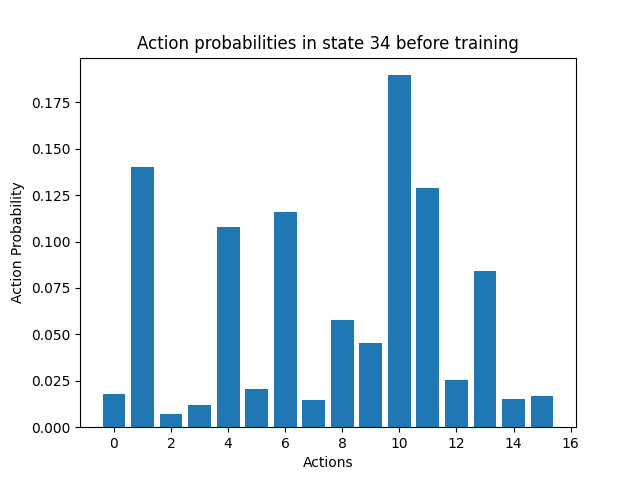 Action probabilities in state 34 before training
Action Probability
0.175
0.150
0.125
0.100
0.075
0.050
0.025
0.000
0 2 4 6 8 10 12 14 16
Actions